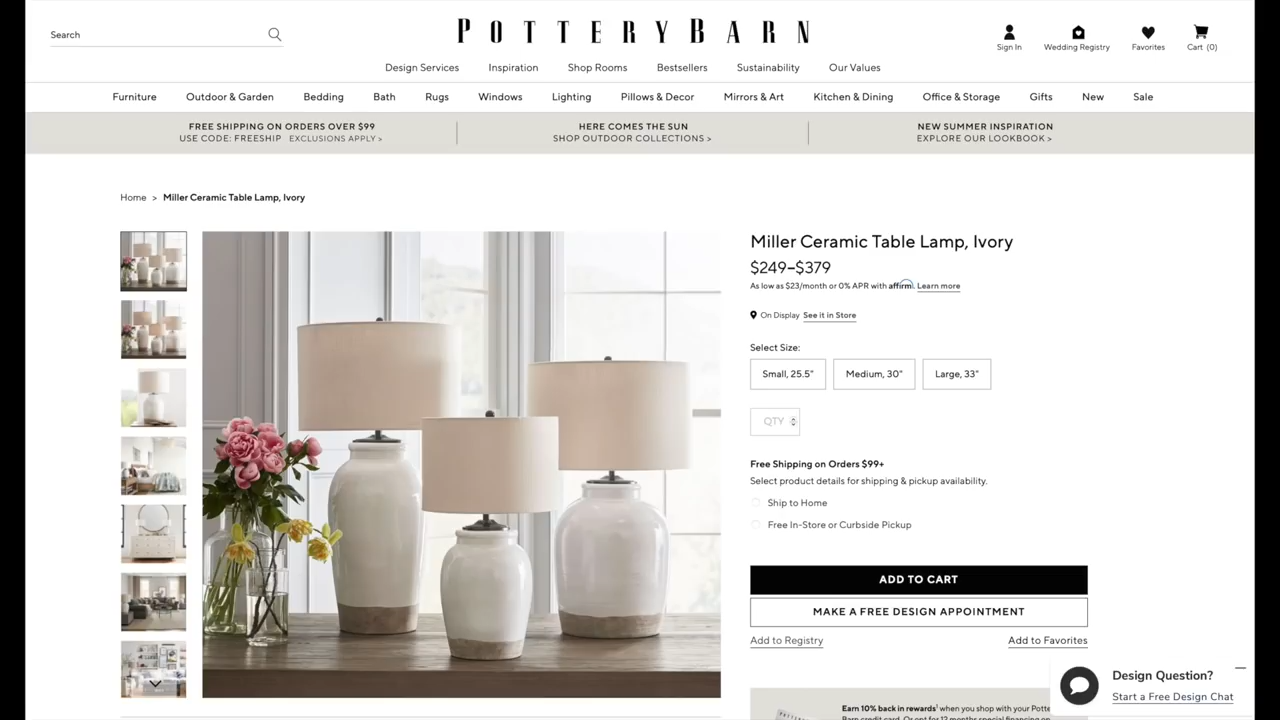 Search
POTTERYBARN
Sign In
Wedding Registry
Favorites
Cart (0)
Design Services
Inspiration
Shop Rooms
Bestsellers
Sustainability
Our Values
Furniture
Outdoor & Garden
Bedding
Bath
Rugs
Windows
Lighting
Pillows & Decor
Mirrors & Art
Kitchen & Dining
Office & Storage
Gifts
New
Sale
FREE SHIPPING ON ORDERS OVER $99
USE CODE: FREESHIP EXCLUSIONS APPLY >
HERE COMES THE SUN
SHOP OUTDOOR COLLECTIONS >
NEW SUMMER INSPIRATION
EXPLORE OUR LOOKBOOK >
Home > Miller Ceramic Table Lamp, Ivory
Miller Ceramic Table Lamp, Ivory
$249–$379
As low as $23/month or 0% APR with affirm. Learn more
On Display See it in Store
Select Size:
Small, 25.5"
Medium, 30"
Large, 33"
QTY
Free Shipping on Orders $99+
Select product details for shipping & pickup availability.
Ship to Home
Free In-Store or Curbside Pickup
ADD TO CART
MAKE A FREE DESIGN APPOINTMENT
Add to Registry
Add to Favorites
Design Question?
Start a Free Design Chat
Earn 10% back in rewards¹ when you shop with your Potte